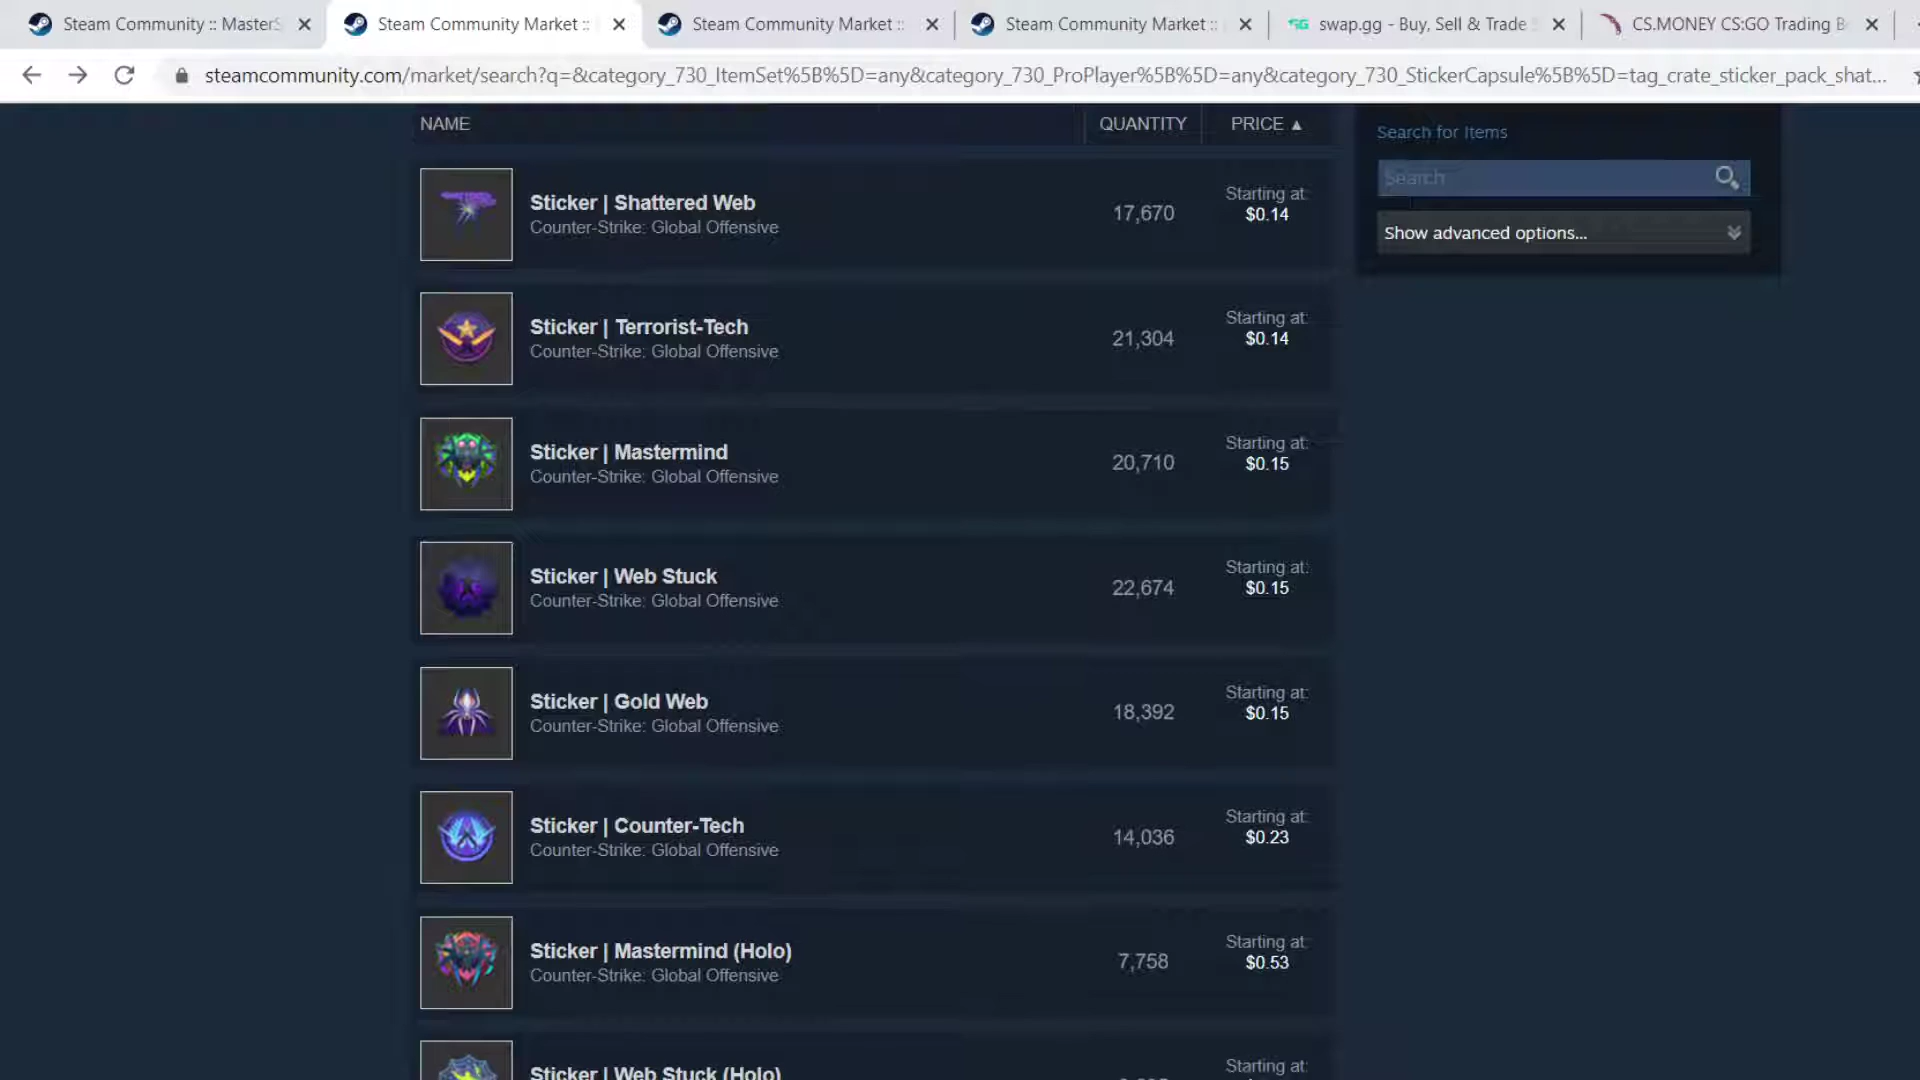 Steam Community :: MasterS
Steam Community Market ::
Steam Community Market ::
Steam Community Market ::
swap.gg - Buy, Sell & Trade
CS.MONEY CS:GO Trading B
steamcommunity.com/market/search?q=&category_730_ItemSet%5B%5D=any&category_730_ProPlayer%5B%5D=any&category_730_StickerCapsule%5B%5D=tag_crate_sticker_pack_shat...
NAME
QUANTITY
PRICE ▲
Search for Items
Search
Show advanced options...
Sticker | Shattered Web
Counter-Strike: Global Offensive
17,670
Starting at:
$0.14
Sticker | Terrorist-Tech
Counter-Strike: Global Offensive
21,304
Starting at:
$0.14
Sticker | Mastermind
Counter-Strike: Global Offensive
20,710
Starting at:
$0.15
Sticker | Web Stuck
Counter-Strike: Global Offensive
22,674
Starting at:
$0.15
Sticker | Gold Web
Counter-Strike: Global Offensive
18,392
Starting at:
$0.15
Sticker | Counter-Tech
Counter-Strike: Global Offensive
14,036
Starting at:
$0.23
Sticker | Mastermind (Holo)
Counter-Strike: Global Offensive
7,758
Starting at:
$0.53
Sticker | Web Stuck (Holo)
Starting at: